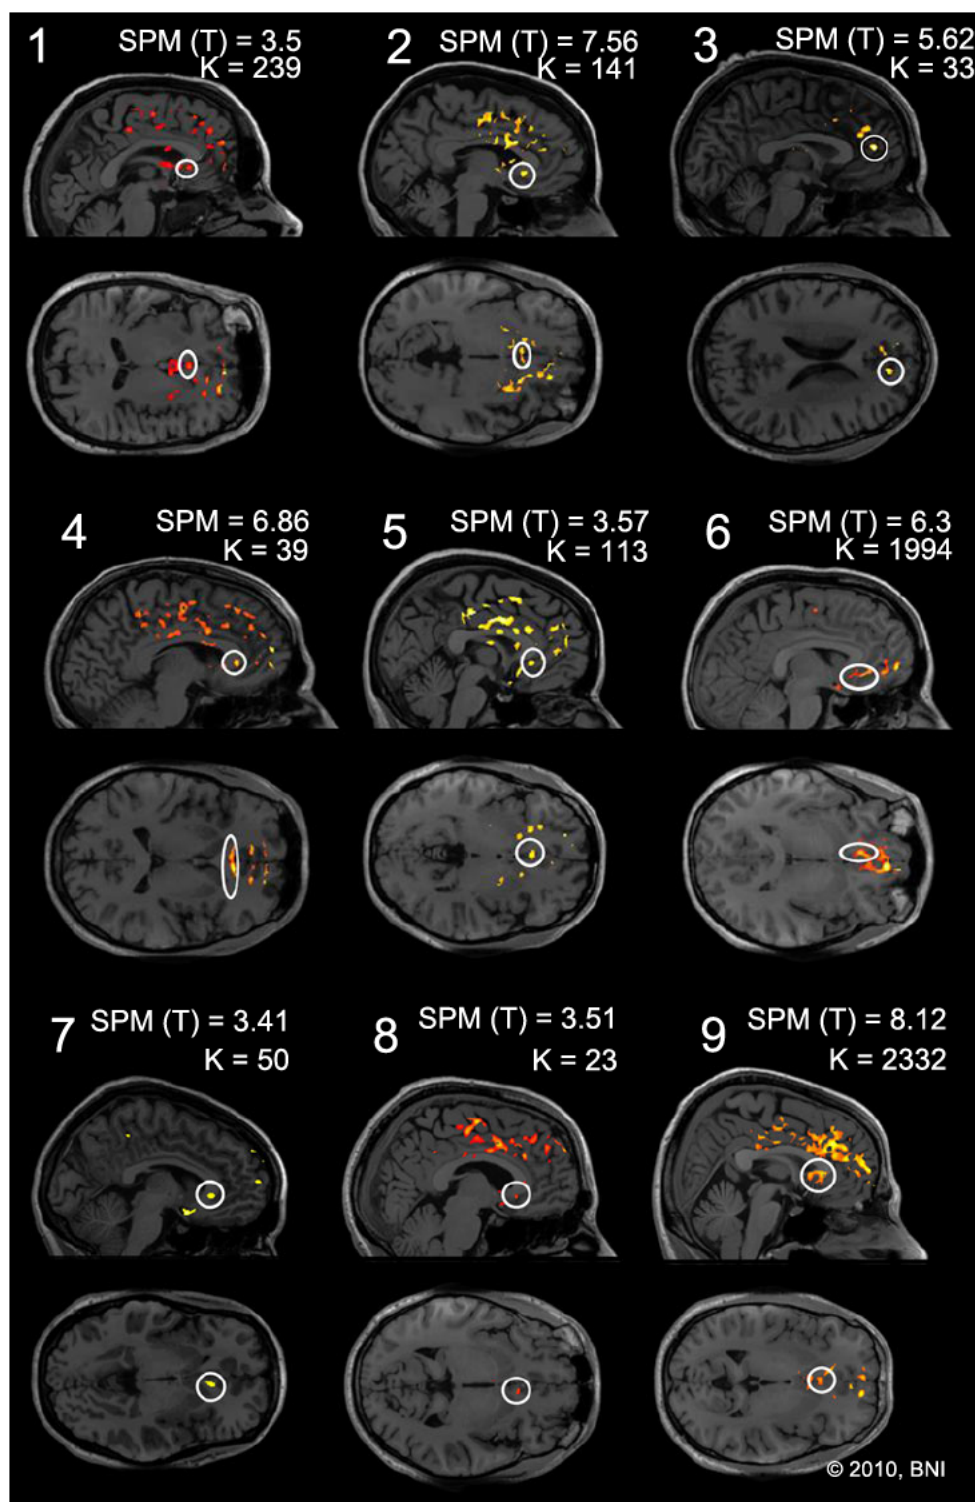 1
SPM (T) = 3.5
K = 239
2
SPM (T) = 7.56
K = 141
3
SPM (T) = 5.62
K = 33
4
SPM = 6.86
K = 39
5
SPM (T) = 3.57
K = 113
6
SPM (T) = 6.3
K = 1994
7
SPM (T) = 3.41
K = 50
8
SPM (T) = 3.51
K = 23
9
SPM (T) = 8.12
K = 2332
© 2010, BNI